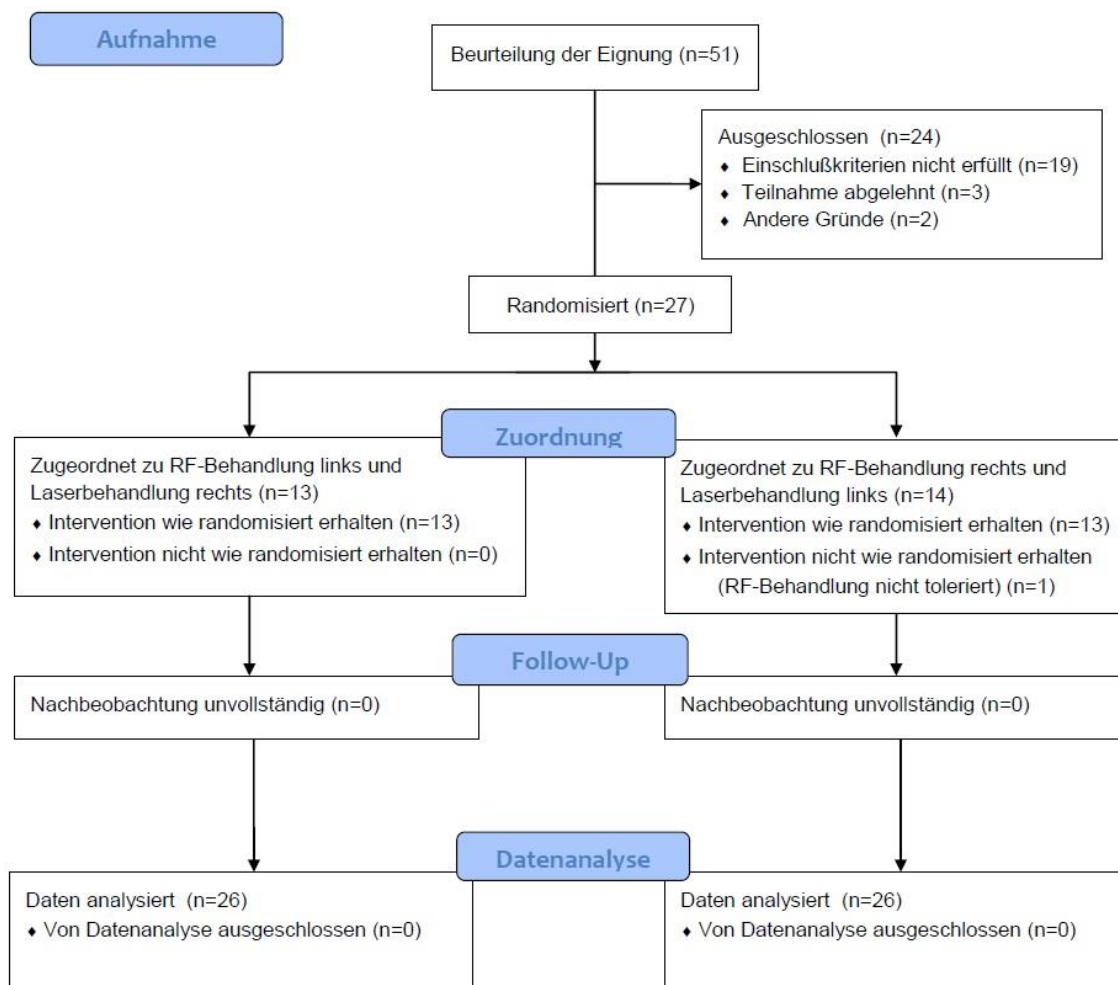 Aufnahme
Beurteilung der Eignung (n=51)
Ausgeschlossen (n=24)
♦ Einschlußkriterien nicht erfüllt (n=19)
♦ Teilnahme abgelehnt (n=3)
♦ Andere Gründe (n=2)
Randomisiert (n=27)
Zuordnung
Zugeordnet zu RF-Behandlung links und
Laserbehandlung rechts (n=13)
♦ Intervention wie randomisiert erhalten (n=13)
♦ Intervention nicht wie randomisiert erhalten (n=0)
Zugeordnet zu RF-Behandlung rechts und
Laserbehandlung links (n=14)
♦ Intervention wie randomisiert erhalten (n=13)
♦ Intervention nicht wie randomisiert erhalten
(RF-Behandlung nicht toleriert) (n=1)
Follow-Up
Nachbeobachtung unvollständig (n=0)
Nachbeobachtung unvollständig (n=0)
Datenanalyse
Daten analysiert (n=26)
♦ Von Datenanalyse ausgeschlossen (n=0)
Daten analysiert (n=26)
♦ Von Datenanalyse ausgeschlossen (n=0)